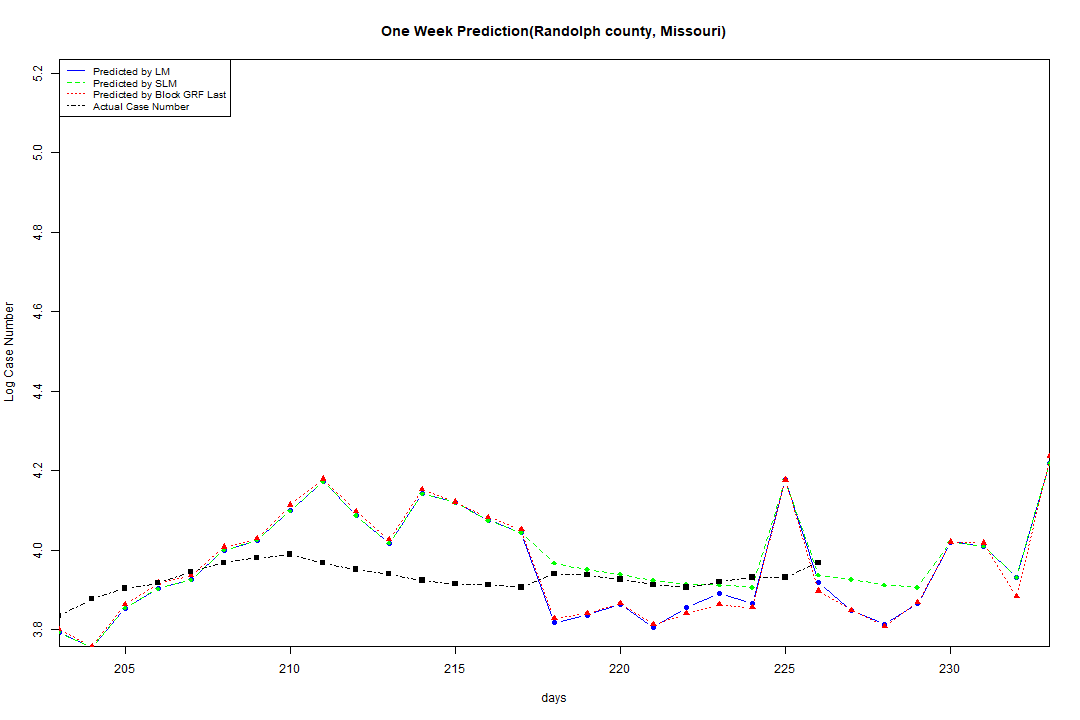 One Week Prediction(Randolph county, Missouri)
Predicted by LM
Predicted by SLM
Predicted by Block GRF Last
Actual Case Number
Log Case Number
5.2
5.0
4.8
4.6
4.4
4.2
4.0
3.8
205 210 215 220 225 230
days